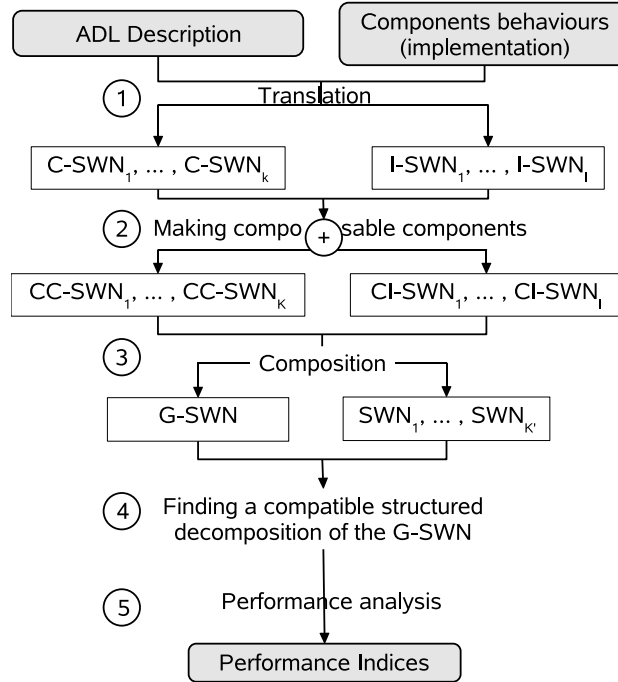 ADL Description
Components behaviours
(implementation)
1
Translation
C-SWN1, ... , C-SWNk
I-SWN1, ... , I-SWNI
2
Making compo + sable components
CC-SWN1, ... , CC-SWNK
CI-SWN1, ... , CI-SWNI
3
Composition
G-SWN
SWN1, ... , SWNK'
4
Finding a compatible structured
decomposition of the G-SWN
5
Performance analysis
Performance Indices